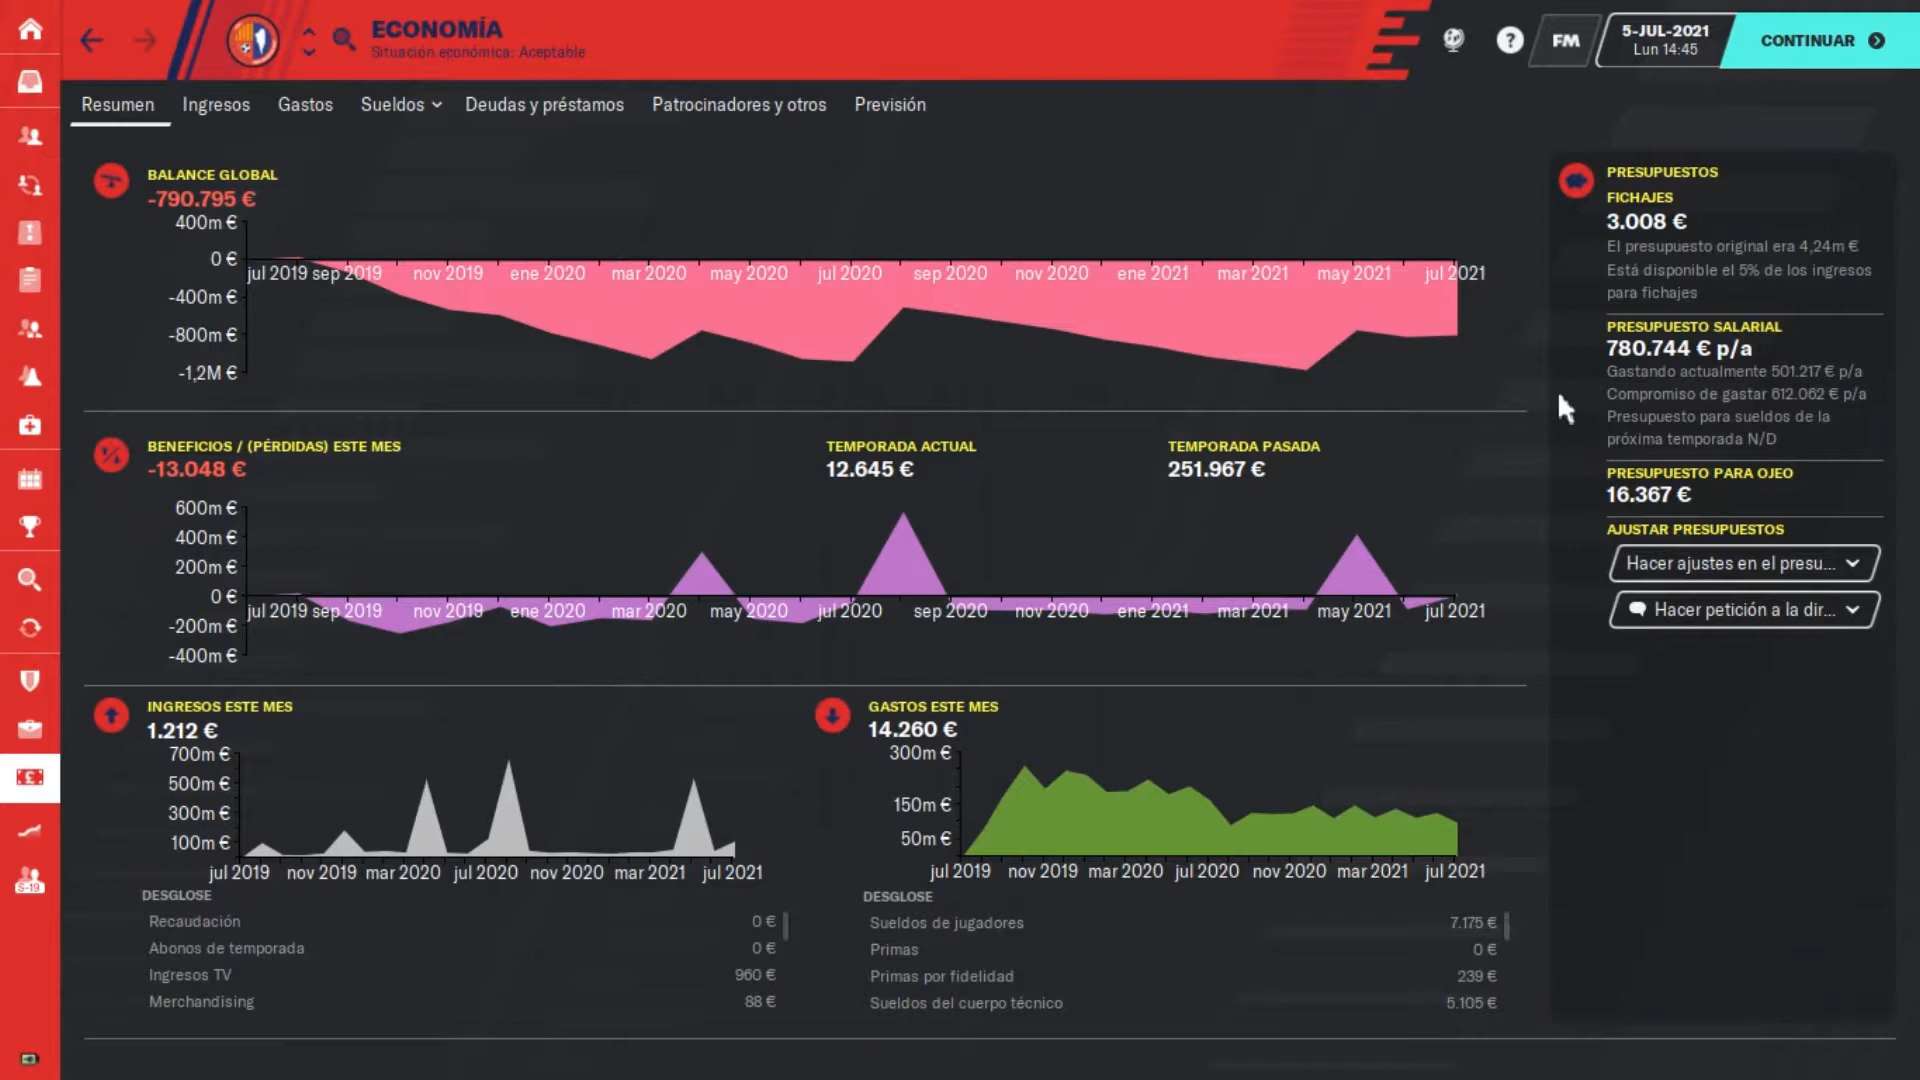 ECONOMÍA
Situación económica: Aceptable
FM
5-JUL-2021
Lun 14:45
CONTINUAR
Resumen
Ingresos
Gastos
Sueldos
Deudas y préstamos
Patrocinadores y otros
Previsión
BALANCE GLOBAL
-790.795 €
400m €
0 €
-400m €
-800m €
-1,2M €
jul 2019 sep 2019 nov 2019 ene 2020 mar 2020 may 2020 jul 2020 sep 2020 nov 2020 ene 2021 mar 2021 may 2021 jul 2021
BENEFICIOS / (PÉRDIDAS) ESTE MES
-13.048 €
TEMPORADA ACTUAL
12.645 €
TEMPORADA PASADA
251.967 €
600m €
400m €
200m €
0 €
-200m €
-400m €
jul 2019 sep 2019 nov 2019 ene 2020 mar 2020 may 2020 jul 2020 sep 2020 nov 2020 ene 2021 mar 2021 may 2021 jul 2021
INGRESOS ESTE MES
1.212 €
700m €
500m €
300m €
100m €
jul 2019 nov 2019 mar 2020 jul 2020 nov 2020 mar 2021 jul 2021
DESGLOSE
Recaudación 0 €
Abonos de temporada 0 €
Ingresos TV 960 €
Merchandising 88 €
GASTOS ESTE MES
14.260 €
300m €
150m €
50m €
jul 2019 nov 2019 mar 2020 jul 2020 nov 2020 mar 2021 jul 2021
DESGLOSE
Sueldos de jugadores 7.175 €
Primas 0 €
Primas por fidelidad 239 €
Sueldos del cuerpo técnico 5.105 €
PRESUPUESTOS
FICHAJES
3.008 €
El presupuesto original era 4,24m €
Está disponible el 5% de los ingresos
para fichajes
PRESUPUESTO SALARIAL
780.744 € p/a
Gastando actualmente 501.217 € p/a
Compromiso de gastar 612.062 € p/a
Presupuesto para sueldos de la
próxima temporada N/D
PRESUPUESTO PARA OJEO
16.367 €
AJUSTAR PRESUPUESTOS
Hacer ajustes en el presu...
Hacer petición a la dir...
S-19